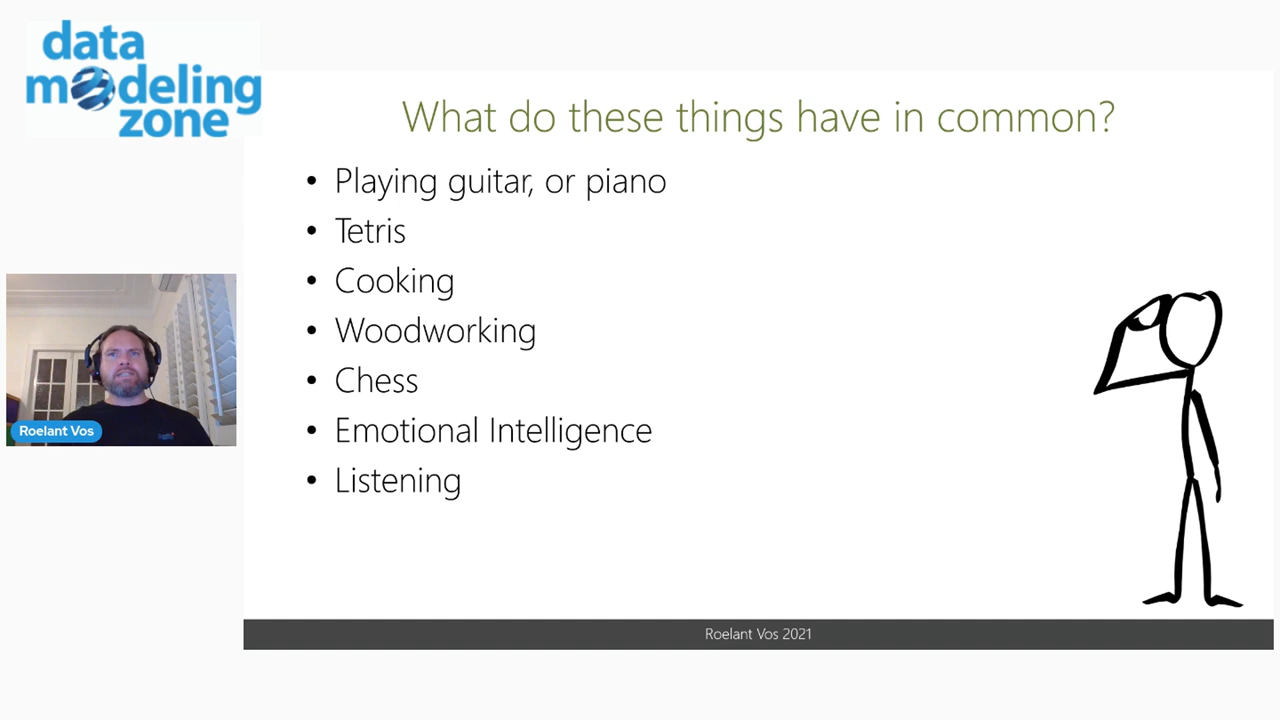 data
modeling
zone
What do these things have in common?
• Playing guitar, or piano
• Tetris
• Cooking
• Woodworking
• Chess
• Emotional Intelligence
• Listening
Roelant Vos
Roelant Vos 2021